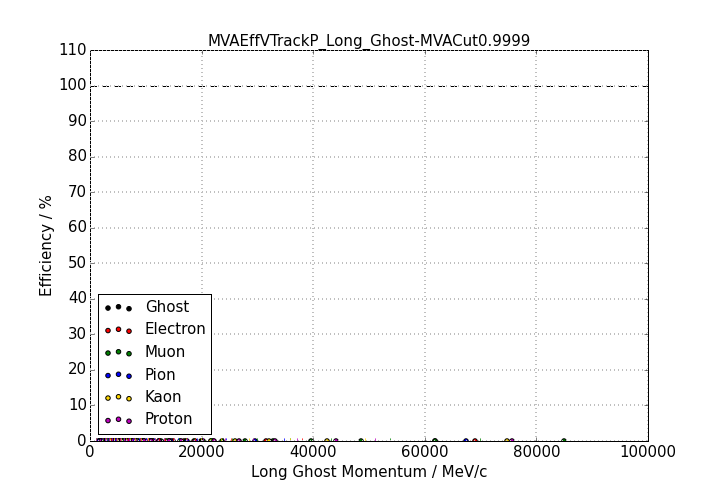 MVAEffVTrackP_Long_Ghost-MVACut0.9999
110
100
90
80
70
60
50
40
30
20
10
0
Efficiency / %
Ghost
Electron
Muon
Pion
Kaon
Proton
0 20000 40000 60000 80000 100000
Long Ghost Momentum / MeV/c